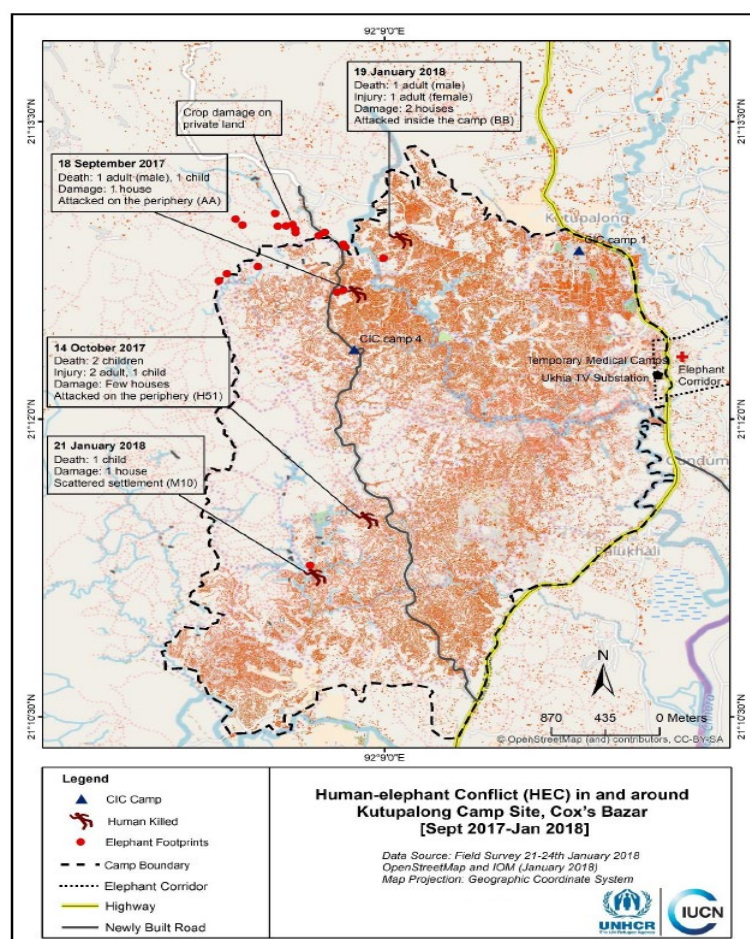 92°9'0"E
19 January 2018
Death: 1 adult (male)
Injury: 1 adult (female)
Damage: 2 houses
Attacked inside the camp (BB)
Crop damage on
private land
21°13'30"N
21°13'30"N
18 September 2017
Death: 1 adult (male), 1 child
Damage: 1 house
Attacked on the periphery (AA)
Kutupalong
CIC camp 1
14 October 2017
Death: 2 children
Injury: 2 adult, 1 child
Damage: Few houses
Attacked on the periphery (H51)
CIC camp 4
Temporary Medical Camps
Ukhia TV Substation
Elephant
Corridor
21°12'0"N
21°12'0"N
21 January 2018
Death: 1 child
Damage: 1 house
Scattered settlement (M10)
N
870 435 0 Meters
21°10'30"N
21°10'30"N
© OpenStreetMap (and) contributors, CC-BY-SA
92°9'0"E
Legend
CIC Camp
Human Killed
Elephant Footprints
Camp Boundary
Elephant Corridor
Highway
Newly Built Road
Human-elephant Conflict (HEC) in and around
Kutupalong Camp Site, Cox's Bazar
[Sept 2017-Jan 2018]
Data Source: Field Survey 21-24th January 2018
OpenStreetMap and IOM (January 2018)
Map Projection: Geographic Coordinate System
UNHCR
IUCN